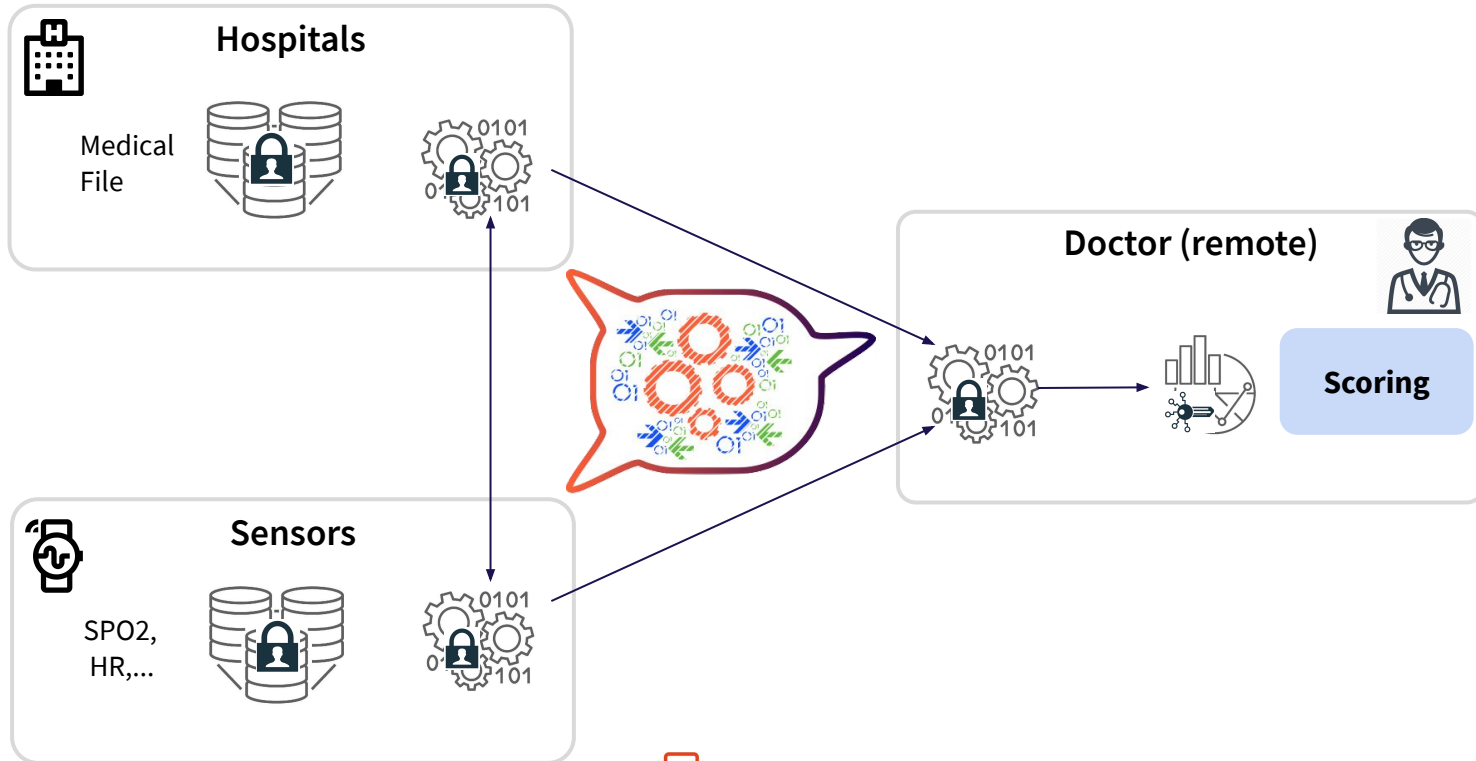 H
Hospitals
Medical
File
0101
101
Doctor (remote)
0101
101
Scoring
Sensors
SPO2,
HR,...
0101
101